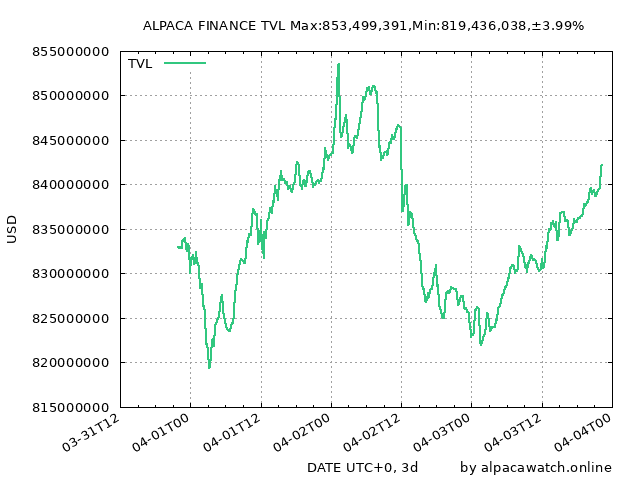 ALPACA FINANCE TVL Max:853,499,391,Min:819,436,038,±3.99%
TVL
855000000
850000000
845000000
840000000
835000000
830000000
825000000
820000000
815000000
USD
03-31T12
04-01T00
04-01T12
04-02T00
04-02T12
04-03T00
04-03T12
04-04T00
DATE UTC+0, 3d
by alpacawatch.online